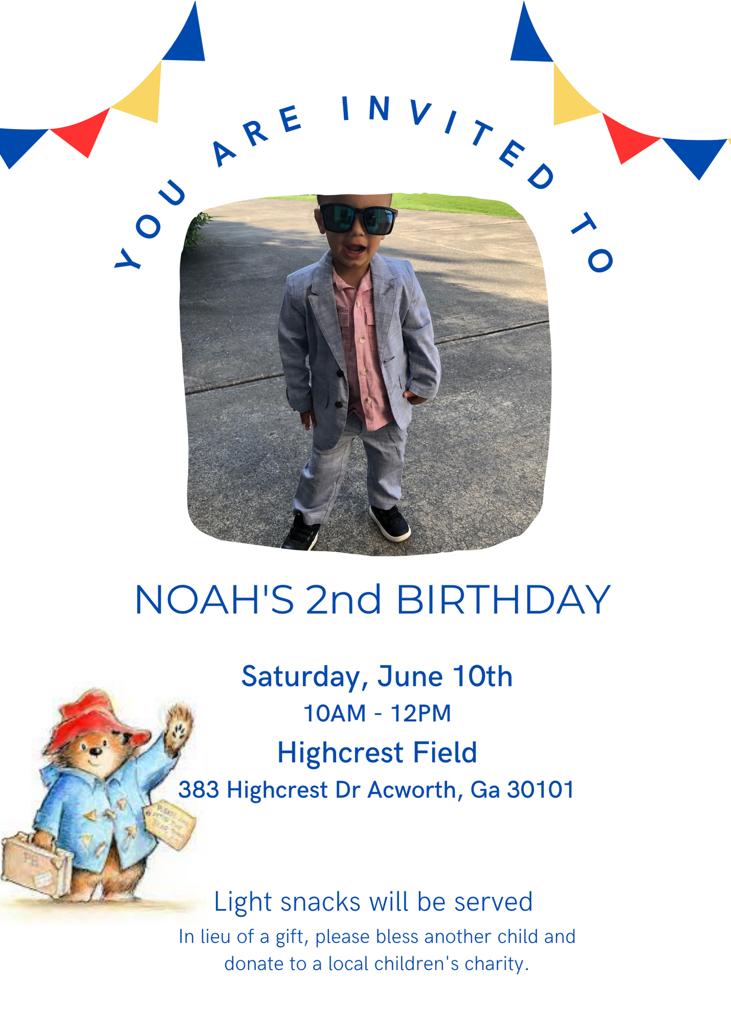 YOU ARE INVITED TO
NOAH'S 2nd BIRTHDAY
Saturday, June 10th
10AM - 12PM
Highcrest Field
383 Highcrest Dr Acworth, Ga 30101
Light snacks will be served
In lieu of a gift, please bless another child and
donate to a local children's charity.